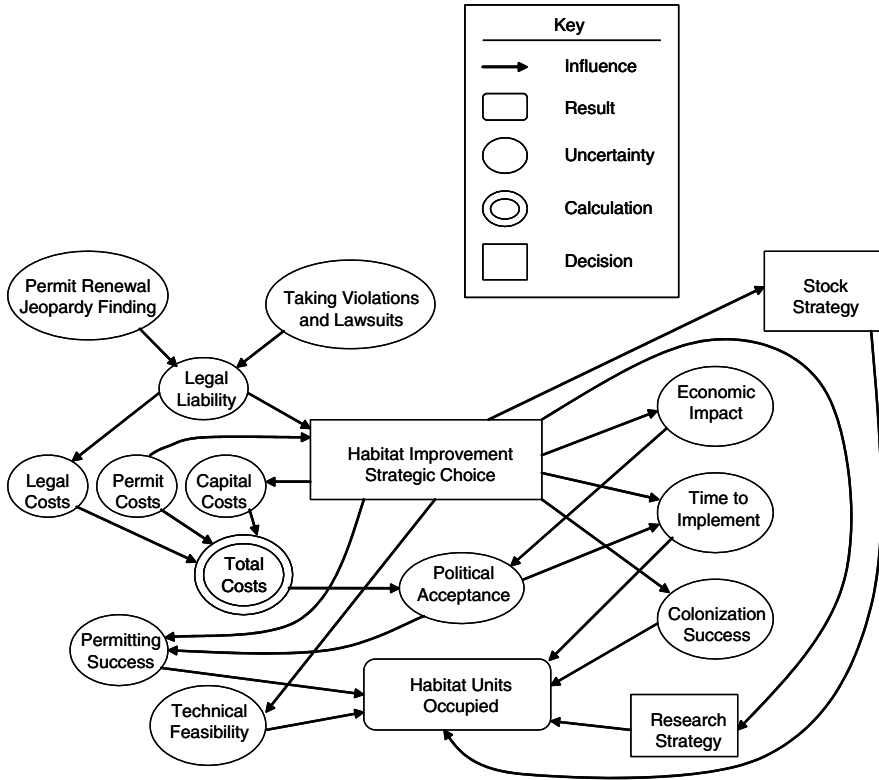 Key
Influence
Result
Uncertainty
Calculation
Decision
Permit Renewal
Jeopardy Finding
Taking Violations
and Lawsuits
Stock
Strategy
Legal
Liability
Economic
Impact
Habitat Improvement
Strategic Choice
Legal
Costs
Permit
Costs
Capital
Costs
Time to
Implement
Total
Costs
Political
Acceptance
Colonization
Success
Permitting
Success
Habitat Units
Occupied
Technical
Feasibility
Research
Strategy